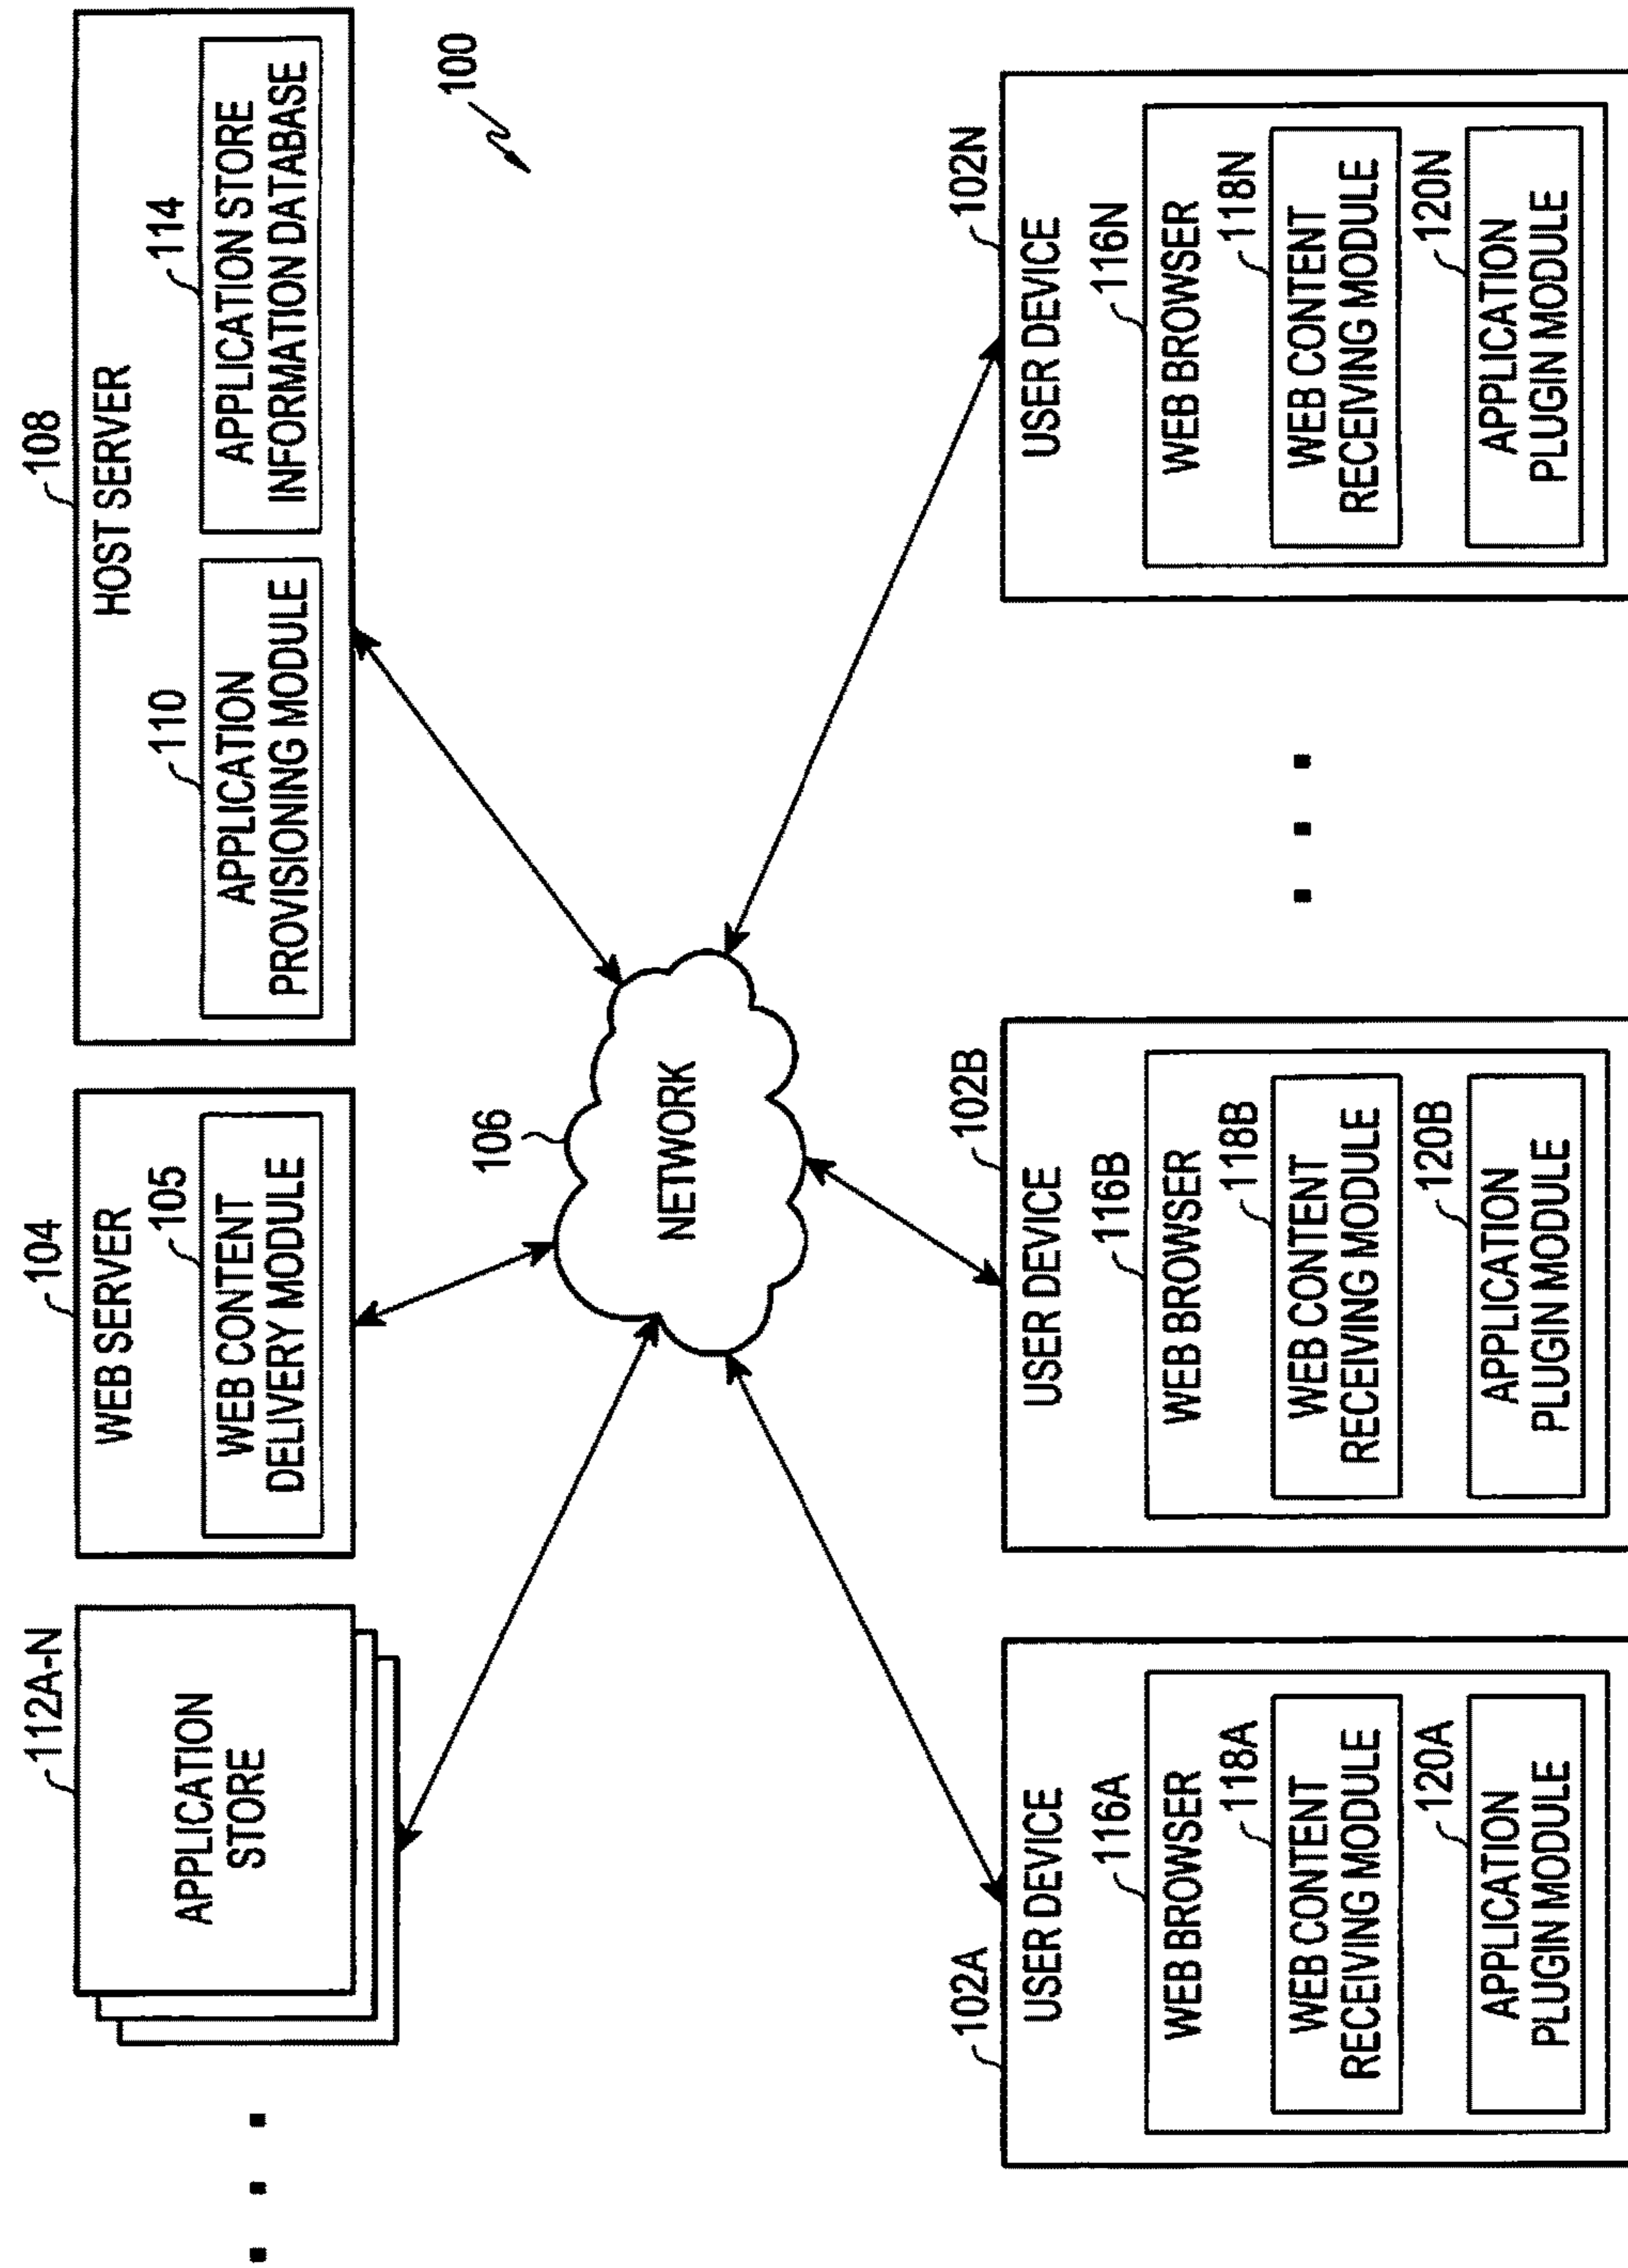 100
112A-N
APPLICATION
STORE
104
WEB SERVER
105
WEB CONTENT
DELIVERY MODULE
108
HOST SERVER
110
APPLICATION
PROVISIONING MODULE
114
APPLICATION STORE
INFORMATION DATABASE
106
NETWORK
102A
USER DEVICE
116A
WEB BROWSER
118A
WEB CONTENT
RECEIVING MODULE
120A
APPLICATION
PLUGIN MODULE
102B
USER DEVICE
116B
WEB BROWSER
118B
WEB CONTENT
RECEIVING MODULE
120B
APPLICATION
PLUGIN MODULE
102N
USER DEVICE
116N
WEB BROWSER
118N
WEB CONTENT
RECEIVING MODULE
120N
APPLICATION
PLUGIN MODULE